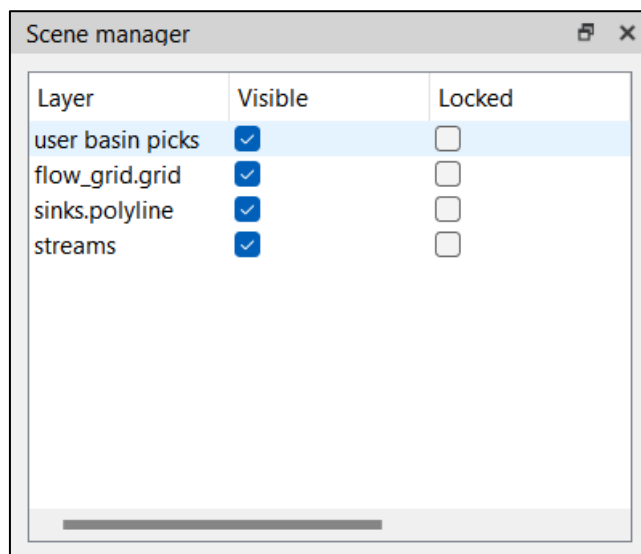 Scene manager
Layer Visible Locked
user basin picks
flow_grid.grid
sinks.polyline
streams